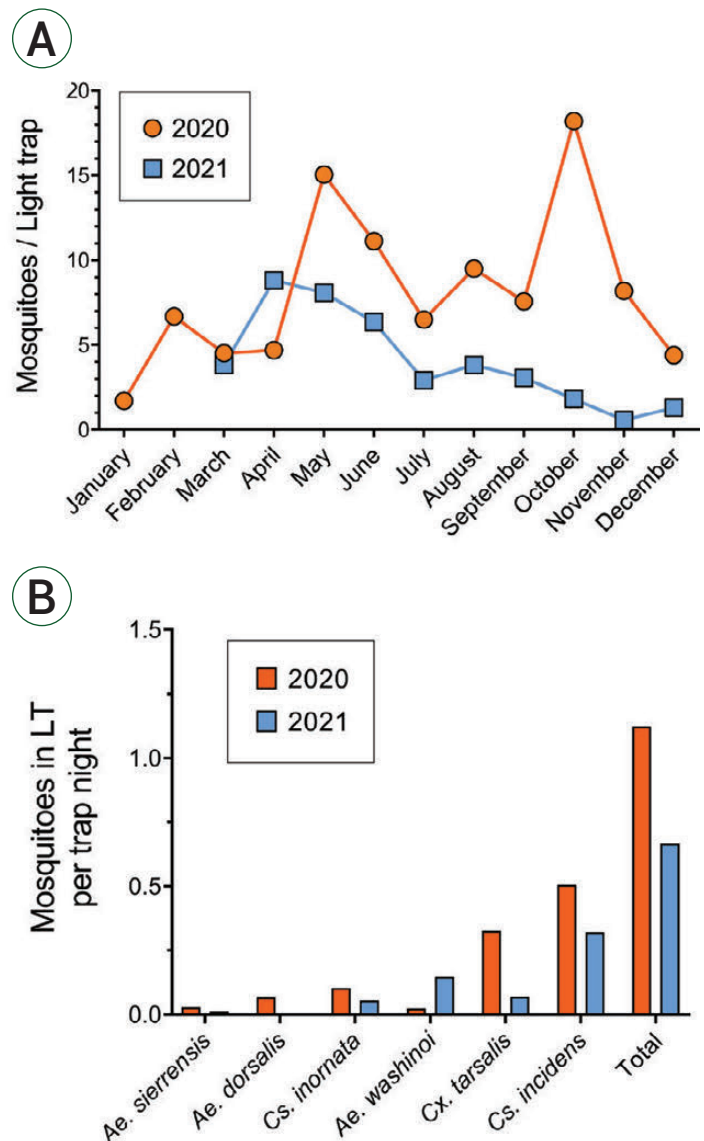 A
Mosquitoes / Light trap
20
15
10
5
0
2020
2021
January
February
March
April
May
June
July
August
September
October
November
December
B
Mosquitoes in LT
per trap night
1.5
1.0
0.5
0.0
2020
2021
Ae. sierrensis
Ae. dorsalis
Cs. inornata
Ae. washinoi
Cx. tarsalis
Cs. incidens
Total